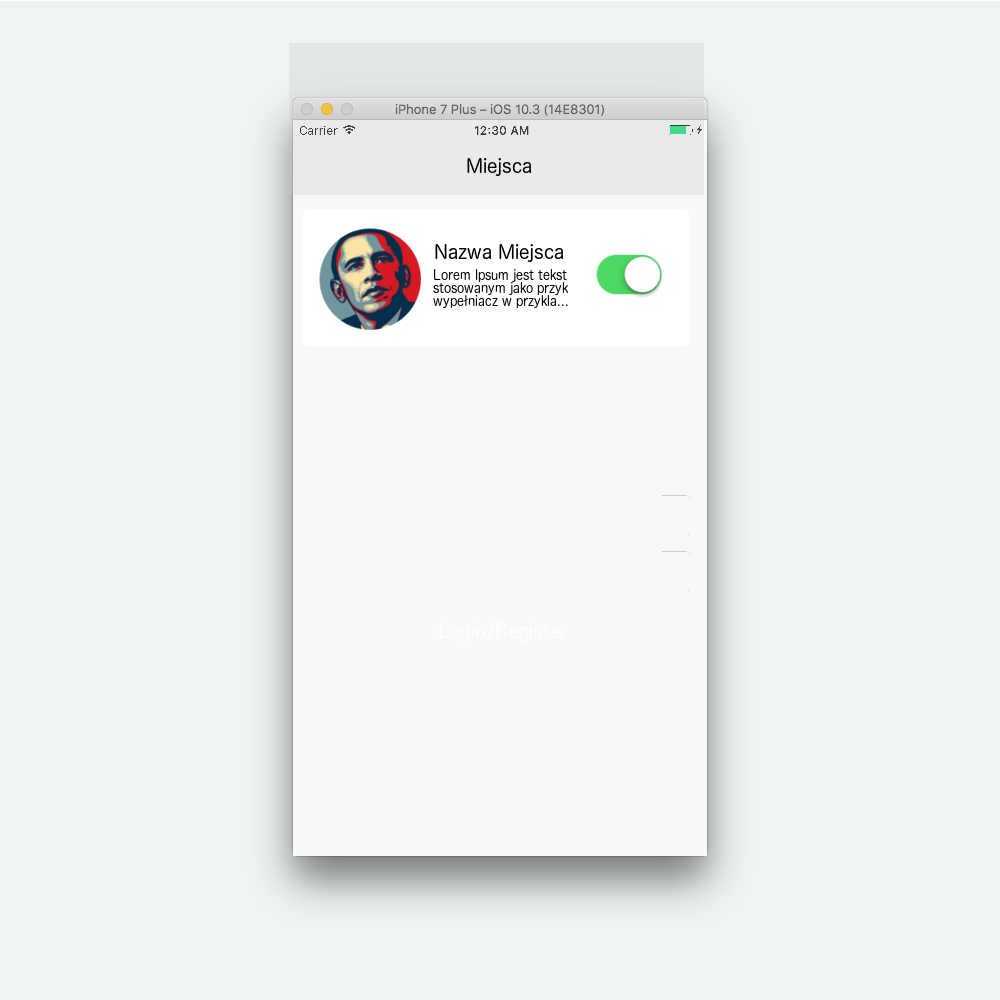 iPhone 7 Plus – iOS 10.3 (14E8301)
Carrier 12:30 AM
Miejsca
Nazwa Miejsca
Lorem Ipsum jest tekst
stosowanym jako przyk
wypełniacz w przykla...
Login/Register